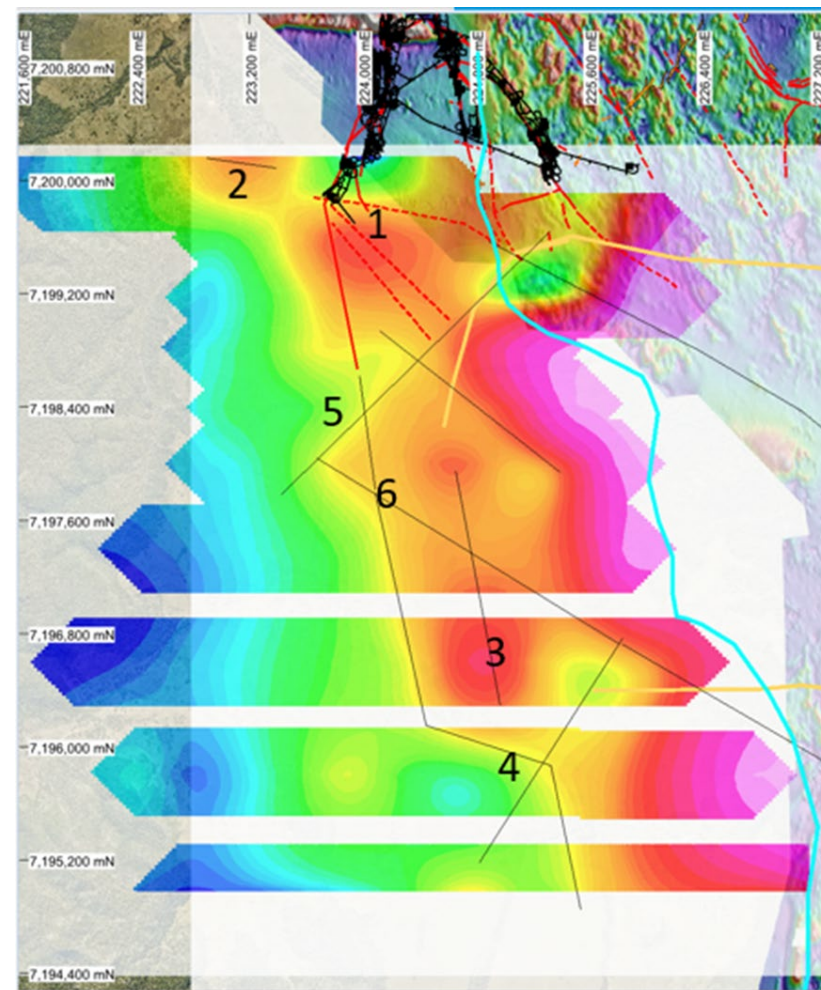 221,600 mE
222,400 mE
223,200 mE
224,000 mE
225,600 mE
226,400 mE
7,200,800 mN
7,200,000 mN
2
1
7,199,200 mN
7,198,400 mN
5
6
7,197,600 mN
7,196,800 mN
3
7,196,000 mN
4
7,195,200 mN
7,194,400 mN